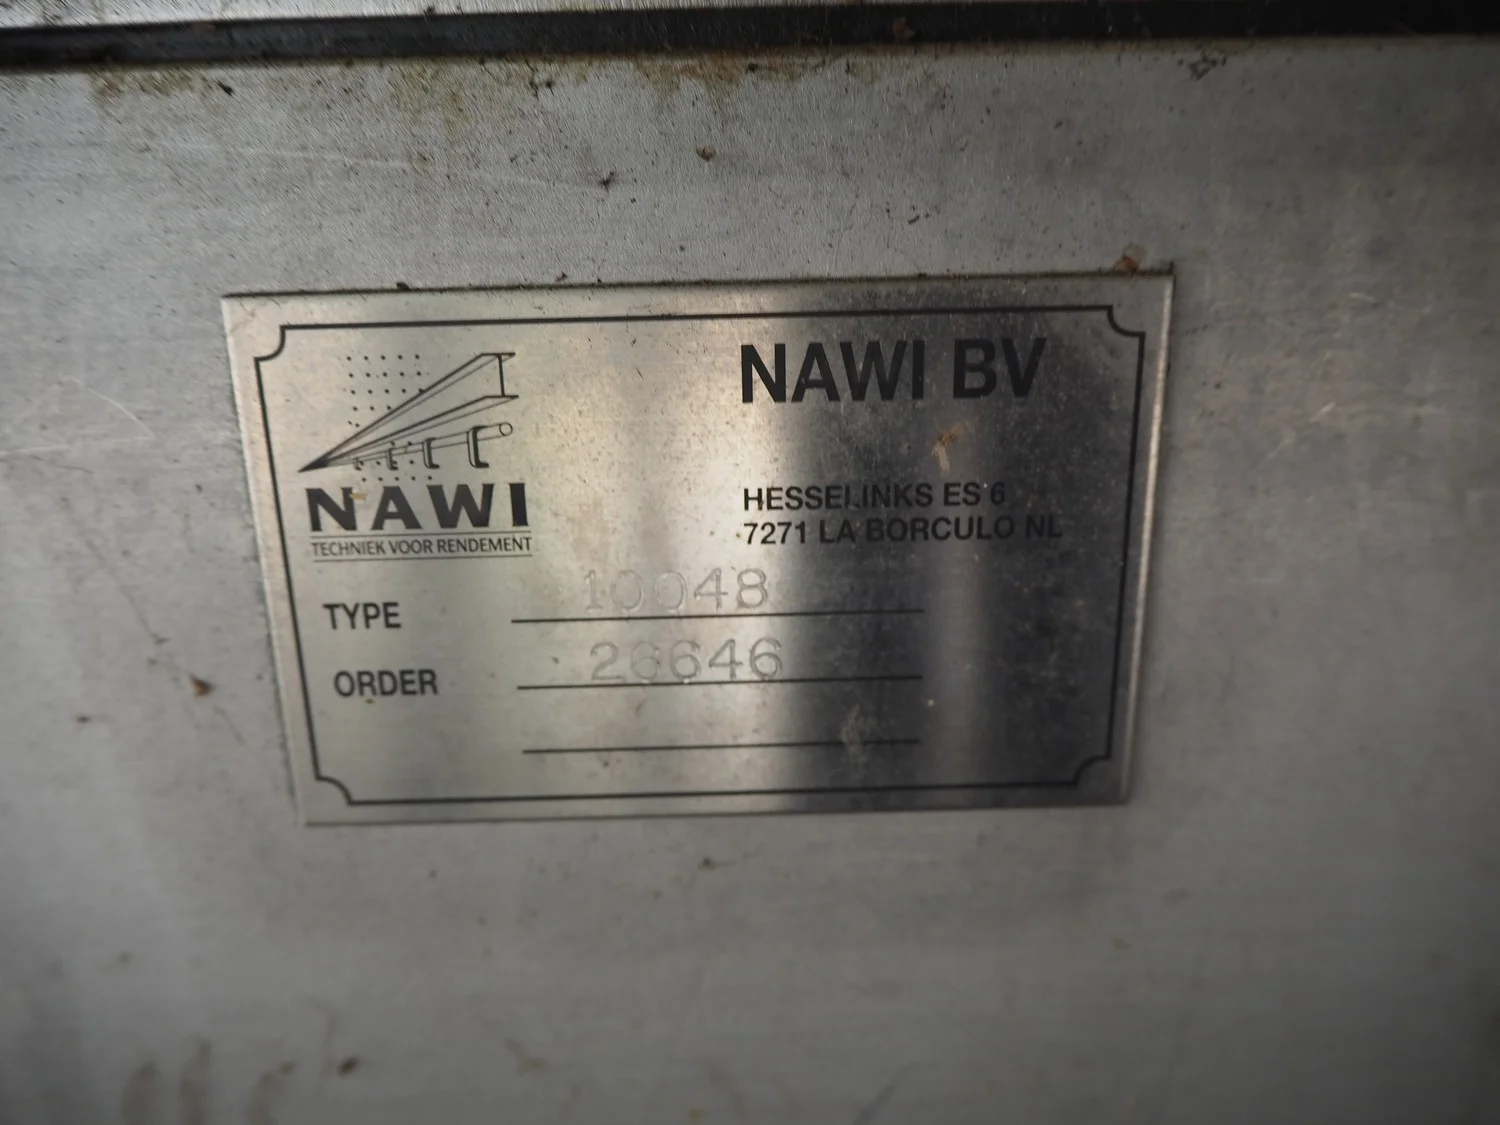 NAWI BV
NAWI
TECHNIEK VOOR RENDEMENT
HESSELINKS ES 6
7271 LA BORCULO NL
TYPE 10048
ORDER 26646